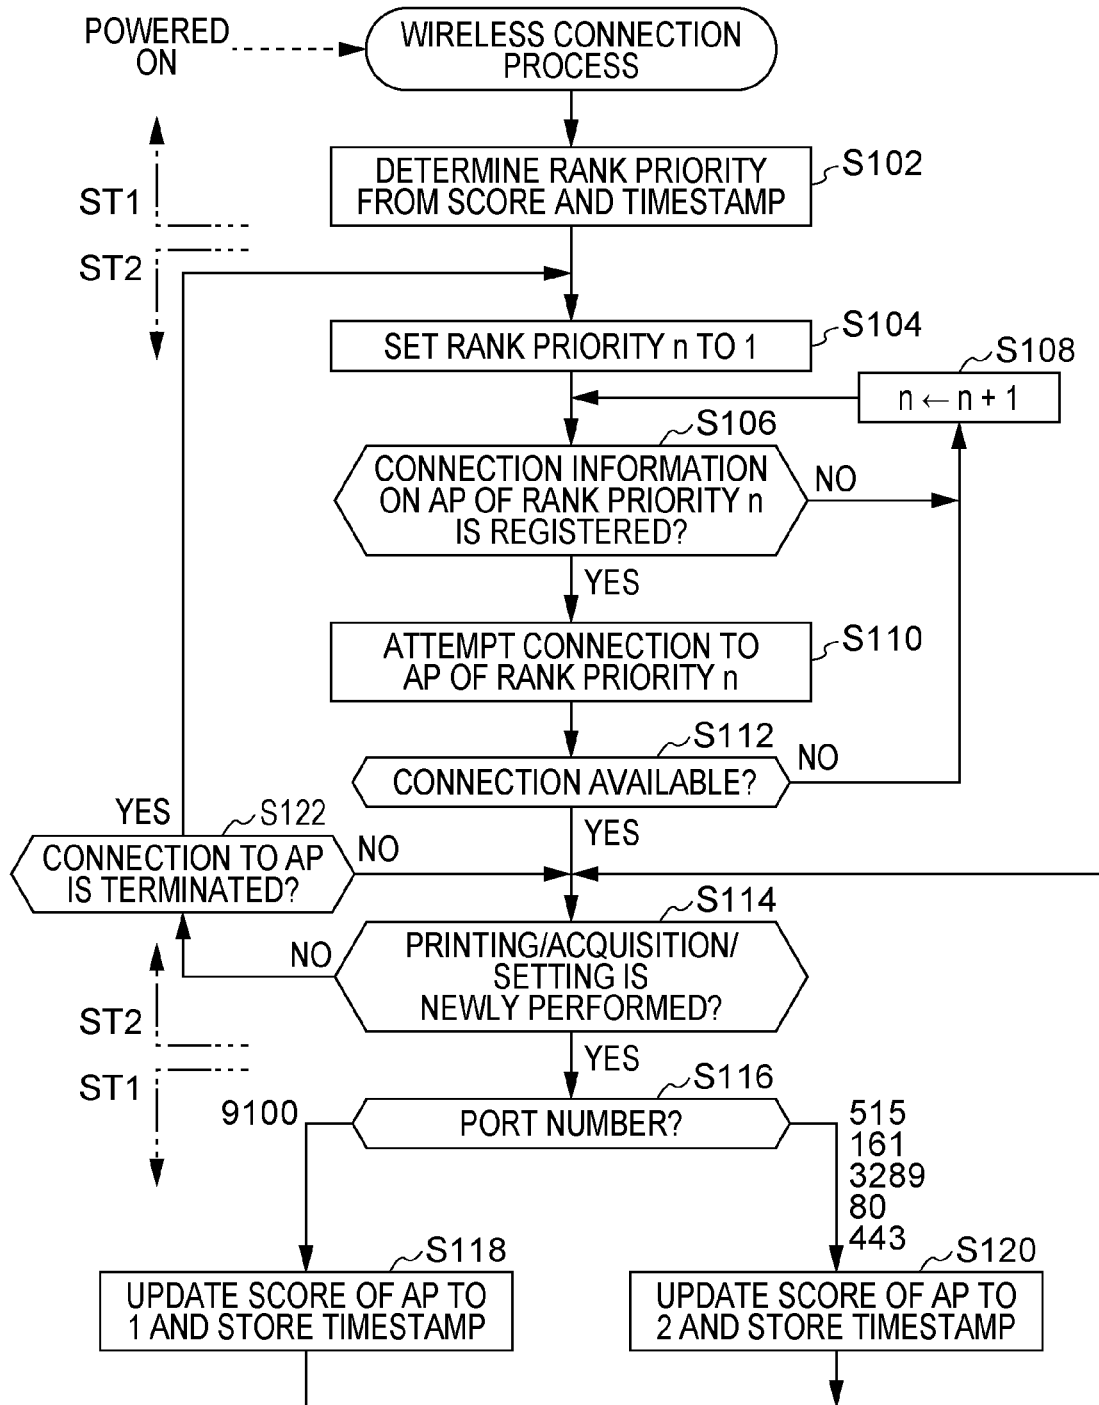 POWERED
ON
WIRELESS CONNECTION
PROCESS
DETERMINE RANK PRIORITY
FROM SCORE AND TIMESTAMP
S102
ST1
ST2
SET RANK PRIORITY n TO 1
S104
S108
n ← n + 1
S106
CONNECTION INFORMATION
ON AP OF RANK PRIORITY n
IS REGISTERED?
NO
YES
ATTEMPT CONNECTION TO
AP OF RANK PRIORITY n
S110
S112
CONNECTION AVAILABLE?
NO
YES
YES
S122
CONNECTION TO AP
IS TERMINATED?
NO
S114
PRINTING/ACQUISITION/
SETTING IS
NEWLY PERFORMED?
NO
YES
ST2
ST1
S116
PORT NUMBER?
9100
515
161
3289
80
443
S118
UPDATE SCORE OF AP TO
1 AND STORE TIMESTAMP
S120
UPDATE SCORE OF AP TO
2 AND STORE TIMESTAMP